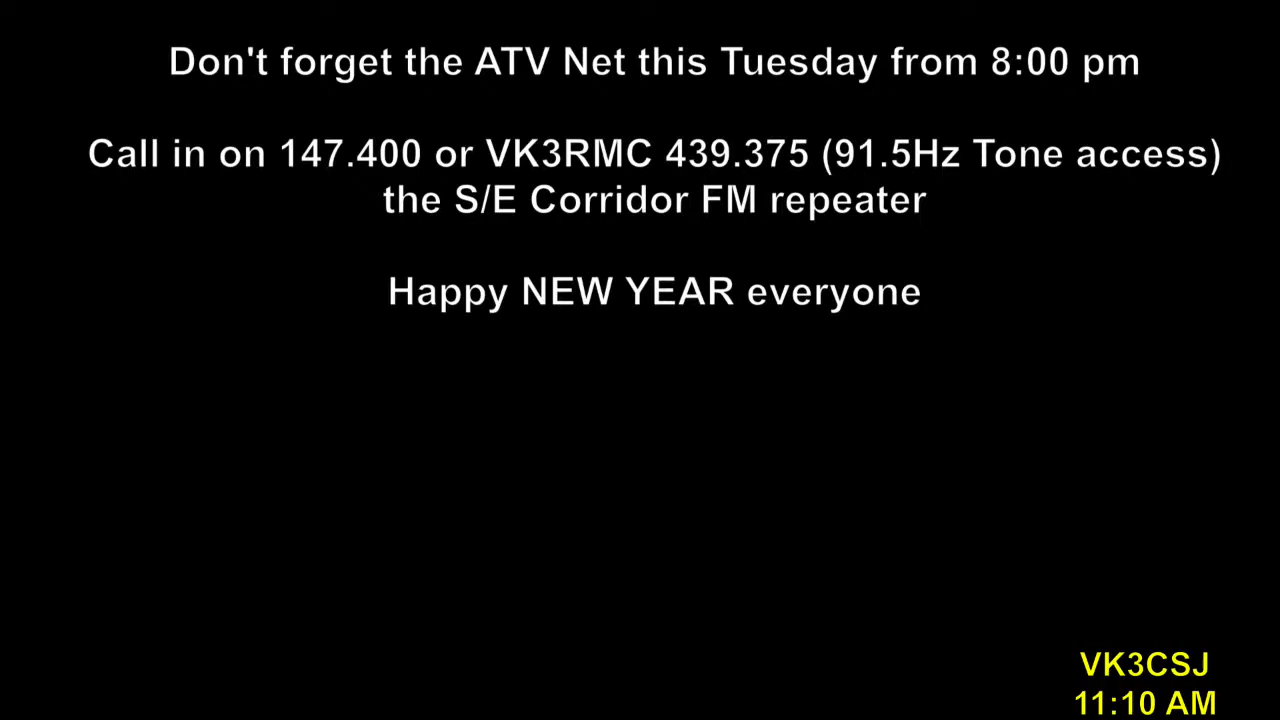 Don't forget the ATV Net this Tuesday from 8:00 pm
Call in on 147.400 or VK3RMC 439.375 (91.5Hz Tone access)
the S/E Corridor FM repeater
Happy NEW YEAR everyone
VK3CSJ
11:10 AM